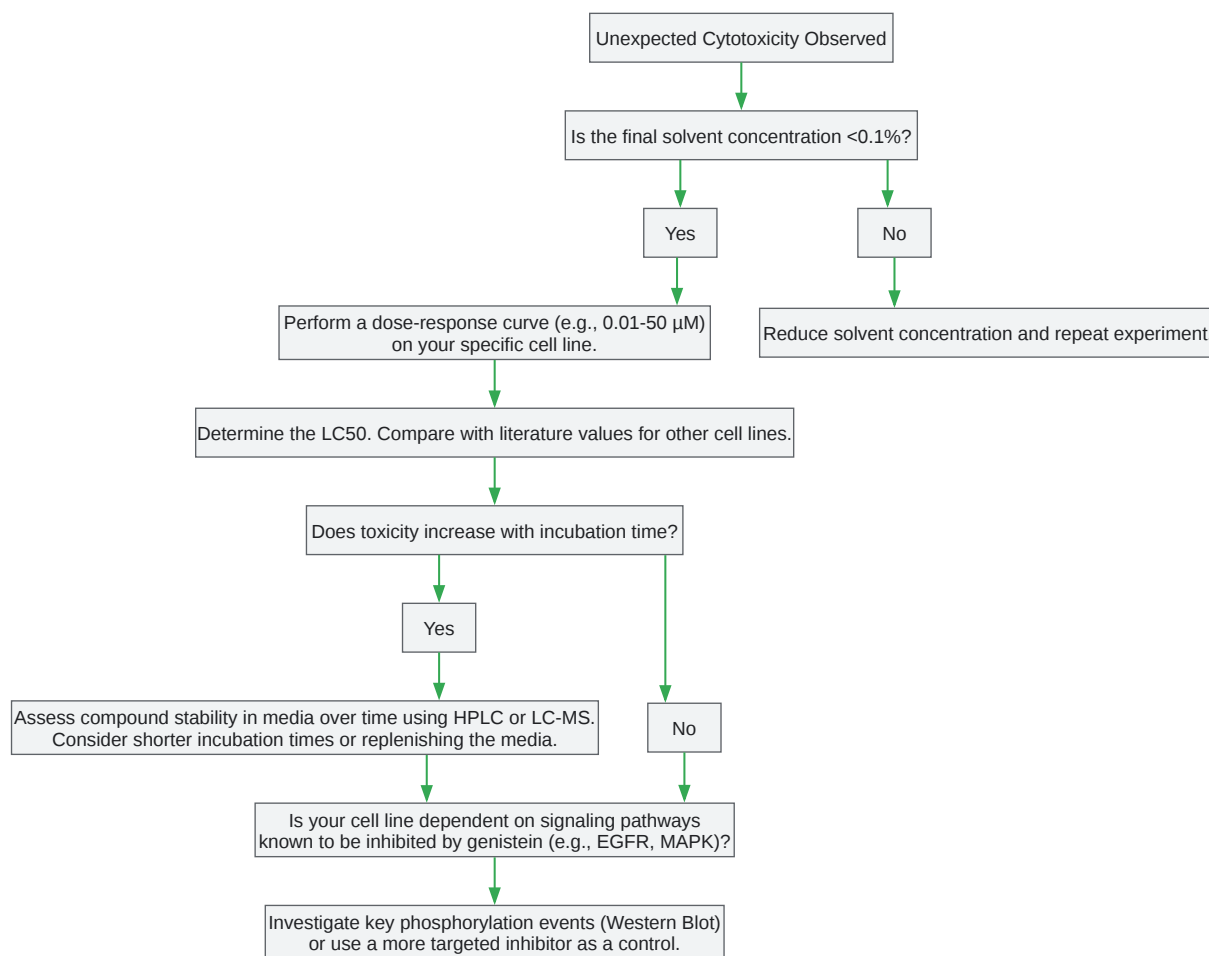 Unexpected Cytotoxicity Observed
Is the final solvent concentration <0.1%?
Yes
No
Perform a dose-response curve (e.g., 0.01-50 µM)
on your specific cell line.
Reduce solvent concentration and repeat experiment.
Determine the LC50. Compare with literature values for other cell lines.
Does toxicity increase with incubation time?
Yes
Assess compound stability in media over time using HPLC or LC-MS.
Consider shorter incubation times or replenishing the media.
No
Is your cell line dependent on signaling pathways
known to be inhibited by genistein (e.g., EGFR, MAPK)?
Investigate key phosphorylation events (Western Blot)
or use a more targeted inhibitor as a control.